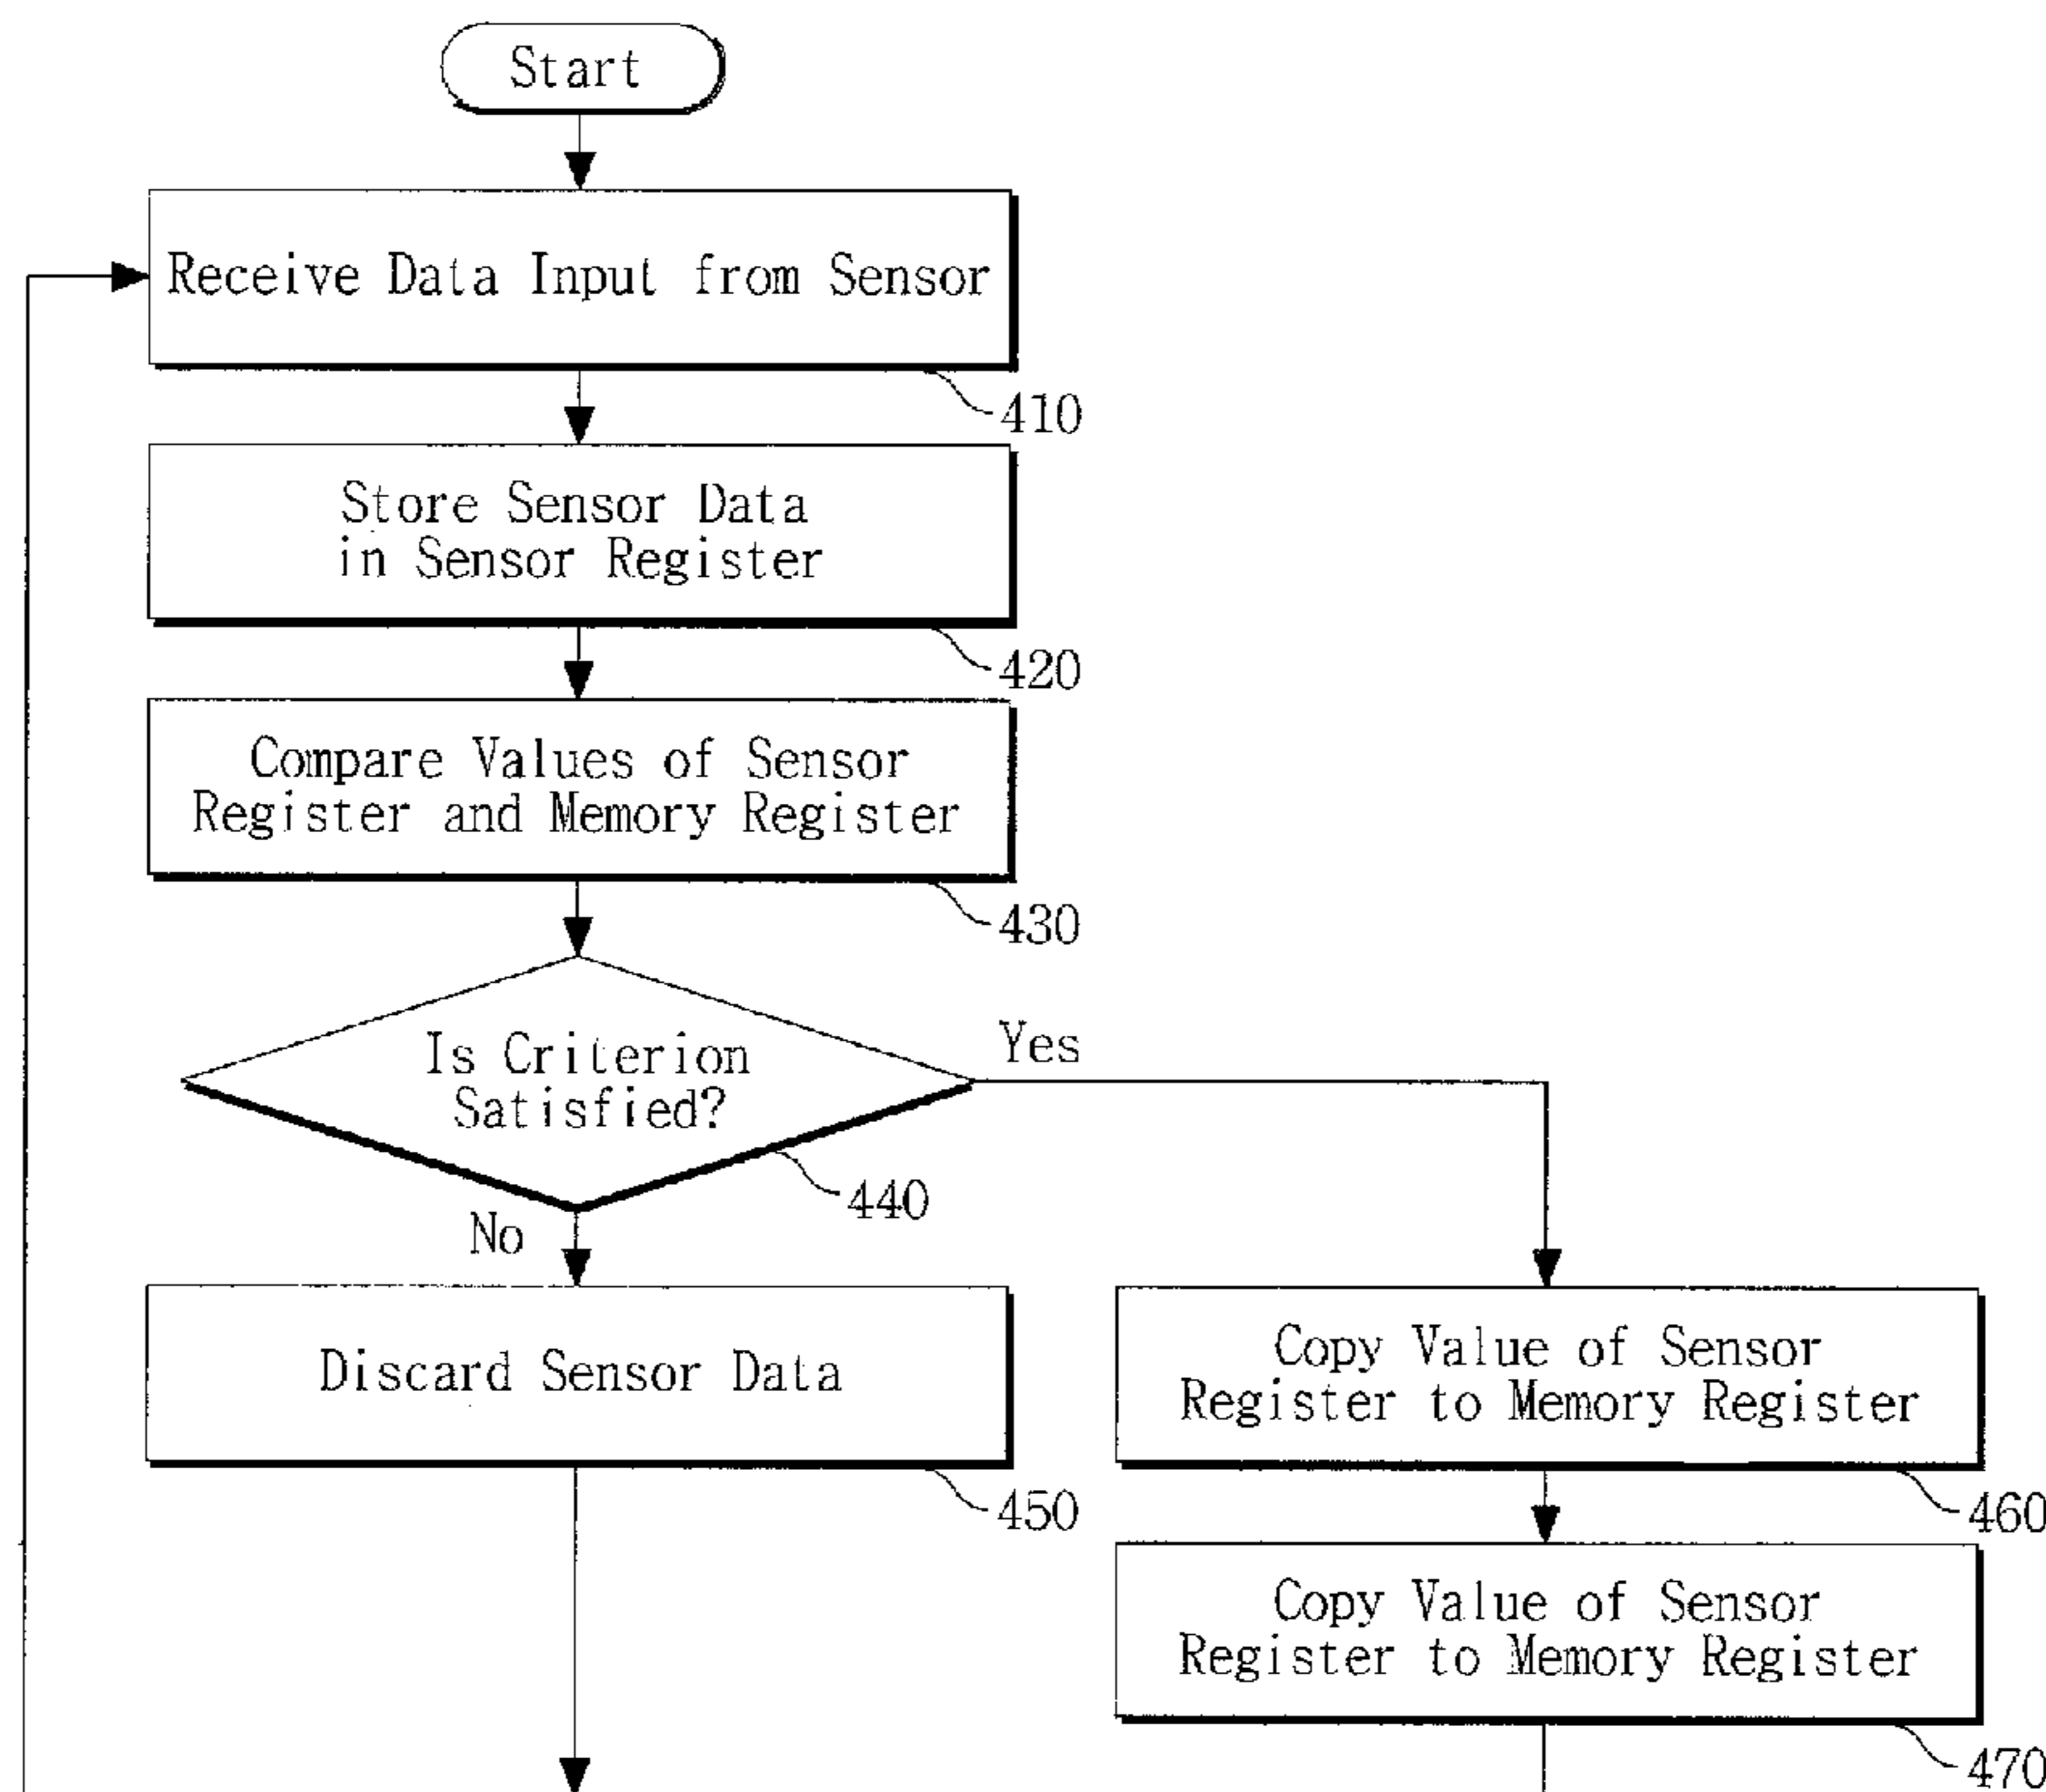 Start
Receive Data Input from Sensor
410
Store Sensor Data
in Sensor Register
420
Compare Values of Sensor
Register and Memory Register
430
Is Criterion
Satisfied?
Yes
440
No
Discard Sensor Data
450
Copy Value of Sensor
Register to Memory Register
460
Copy Value of Sensor
Register to Memory Register
470